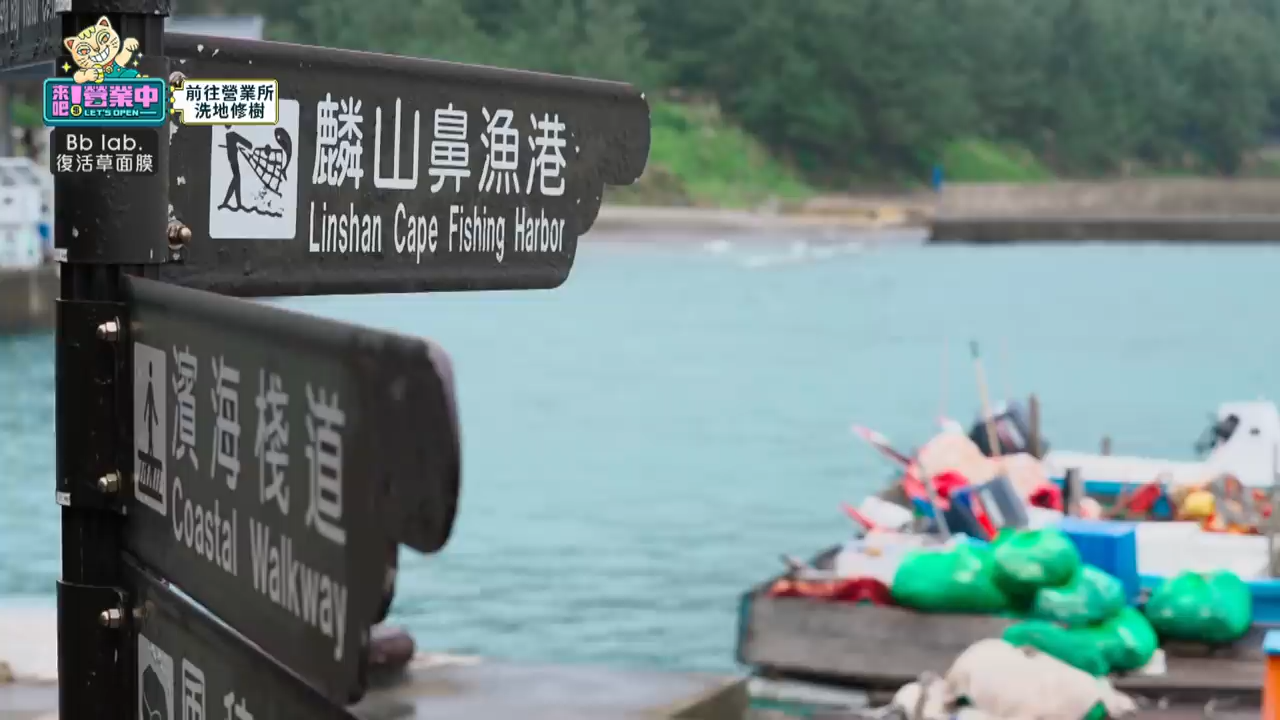 來吧!營業中
LET'S OPEN
前往營業所
洗地修樹
Bb lab.
復活草面膜
麟山鼻漁港
Linshan Cape Fishing Harbor
濱海棧道
Coastal Walkway